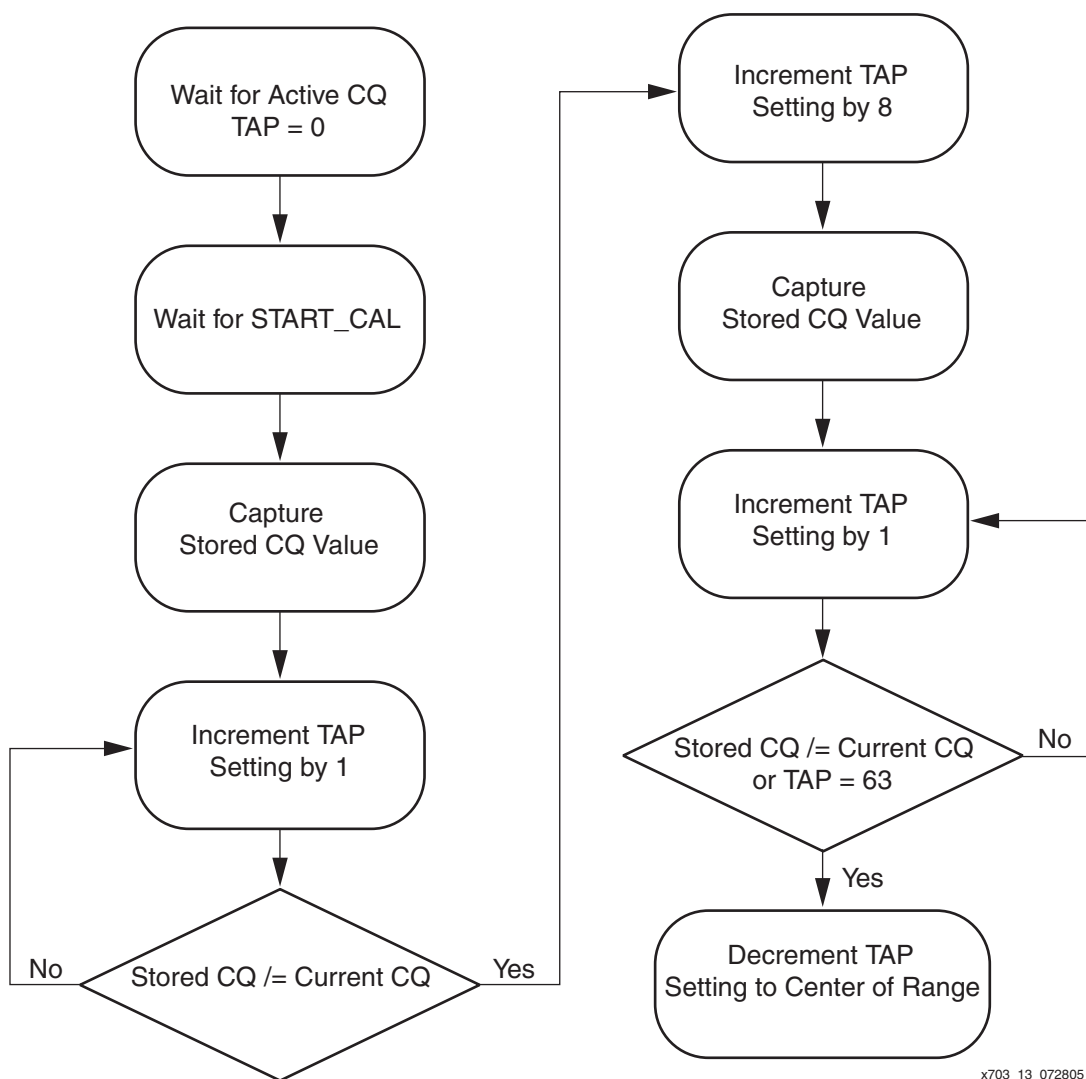 Wait for Active CQ
TAP = 0
Wait for START_CAL
Capture
Stored CQ Value
Increment TAP
Setting by 1
Stored CQ /= Current CQ
No
Yes
Increment TAP
Setting by 8
Capture
Stored CQ Value
Increment TAP
Setting by 1
Stored CQ /= Current CQ
or TAP = 63
No
Yes
Decrement TAP
Setting to Center of Range
x703_13_072805